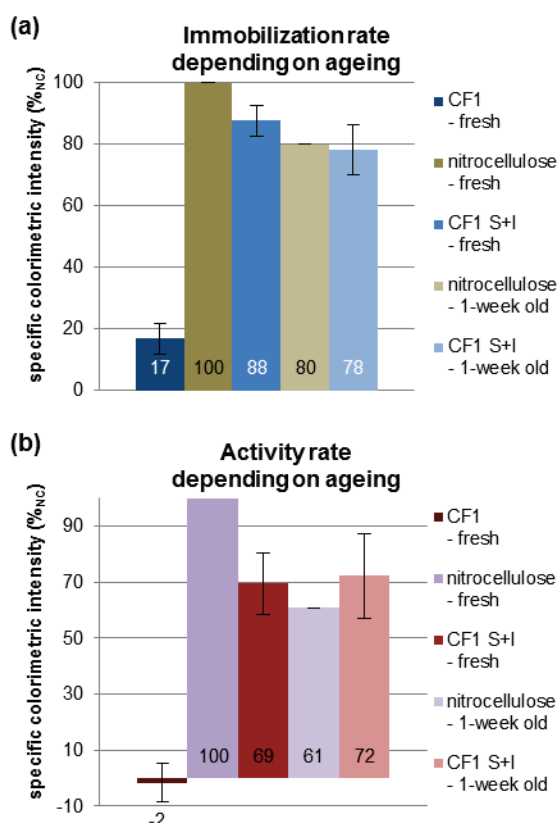 (a)
Immobilization rate
depending on ageing
specific colorimetric intensity (%NC)
100
80
60
40
20
0
17
100
88
80
78
CF1
- fresh
nitrocellulose
- fresh
CF1 S+I
- fresh
nitrocellulose
- 1-week old
CF1 S+I
- 1-week old
(b)
Activity rate
depending on ageing
specific colorimetric intensity (%NC)
90
70
50
30
10
-10
-2
100
69
61
72
CF1
- fresh
nitrocellulose
- fresh
CF1 S+I
- fresh
nitrocellulose
- 1-week old
CF1 S+I
- 1-week old